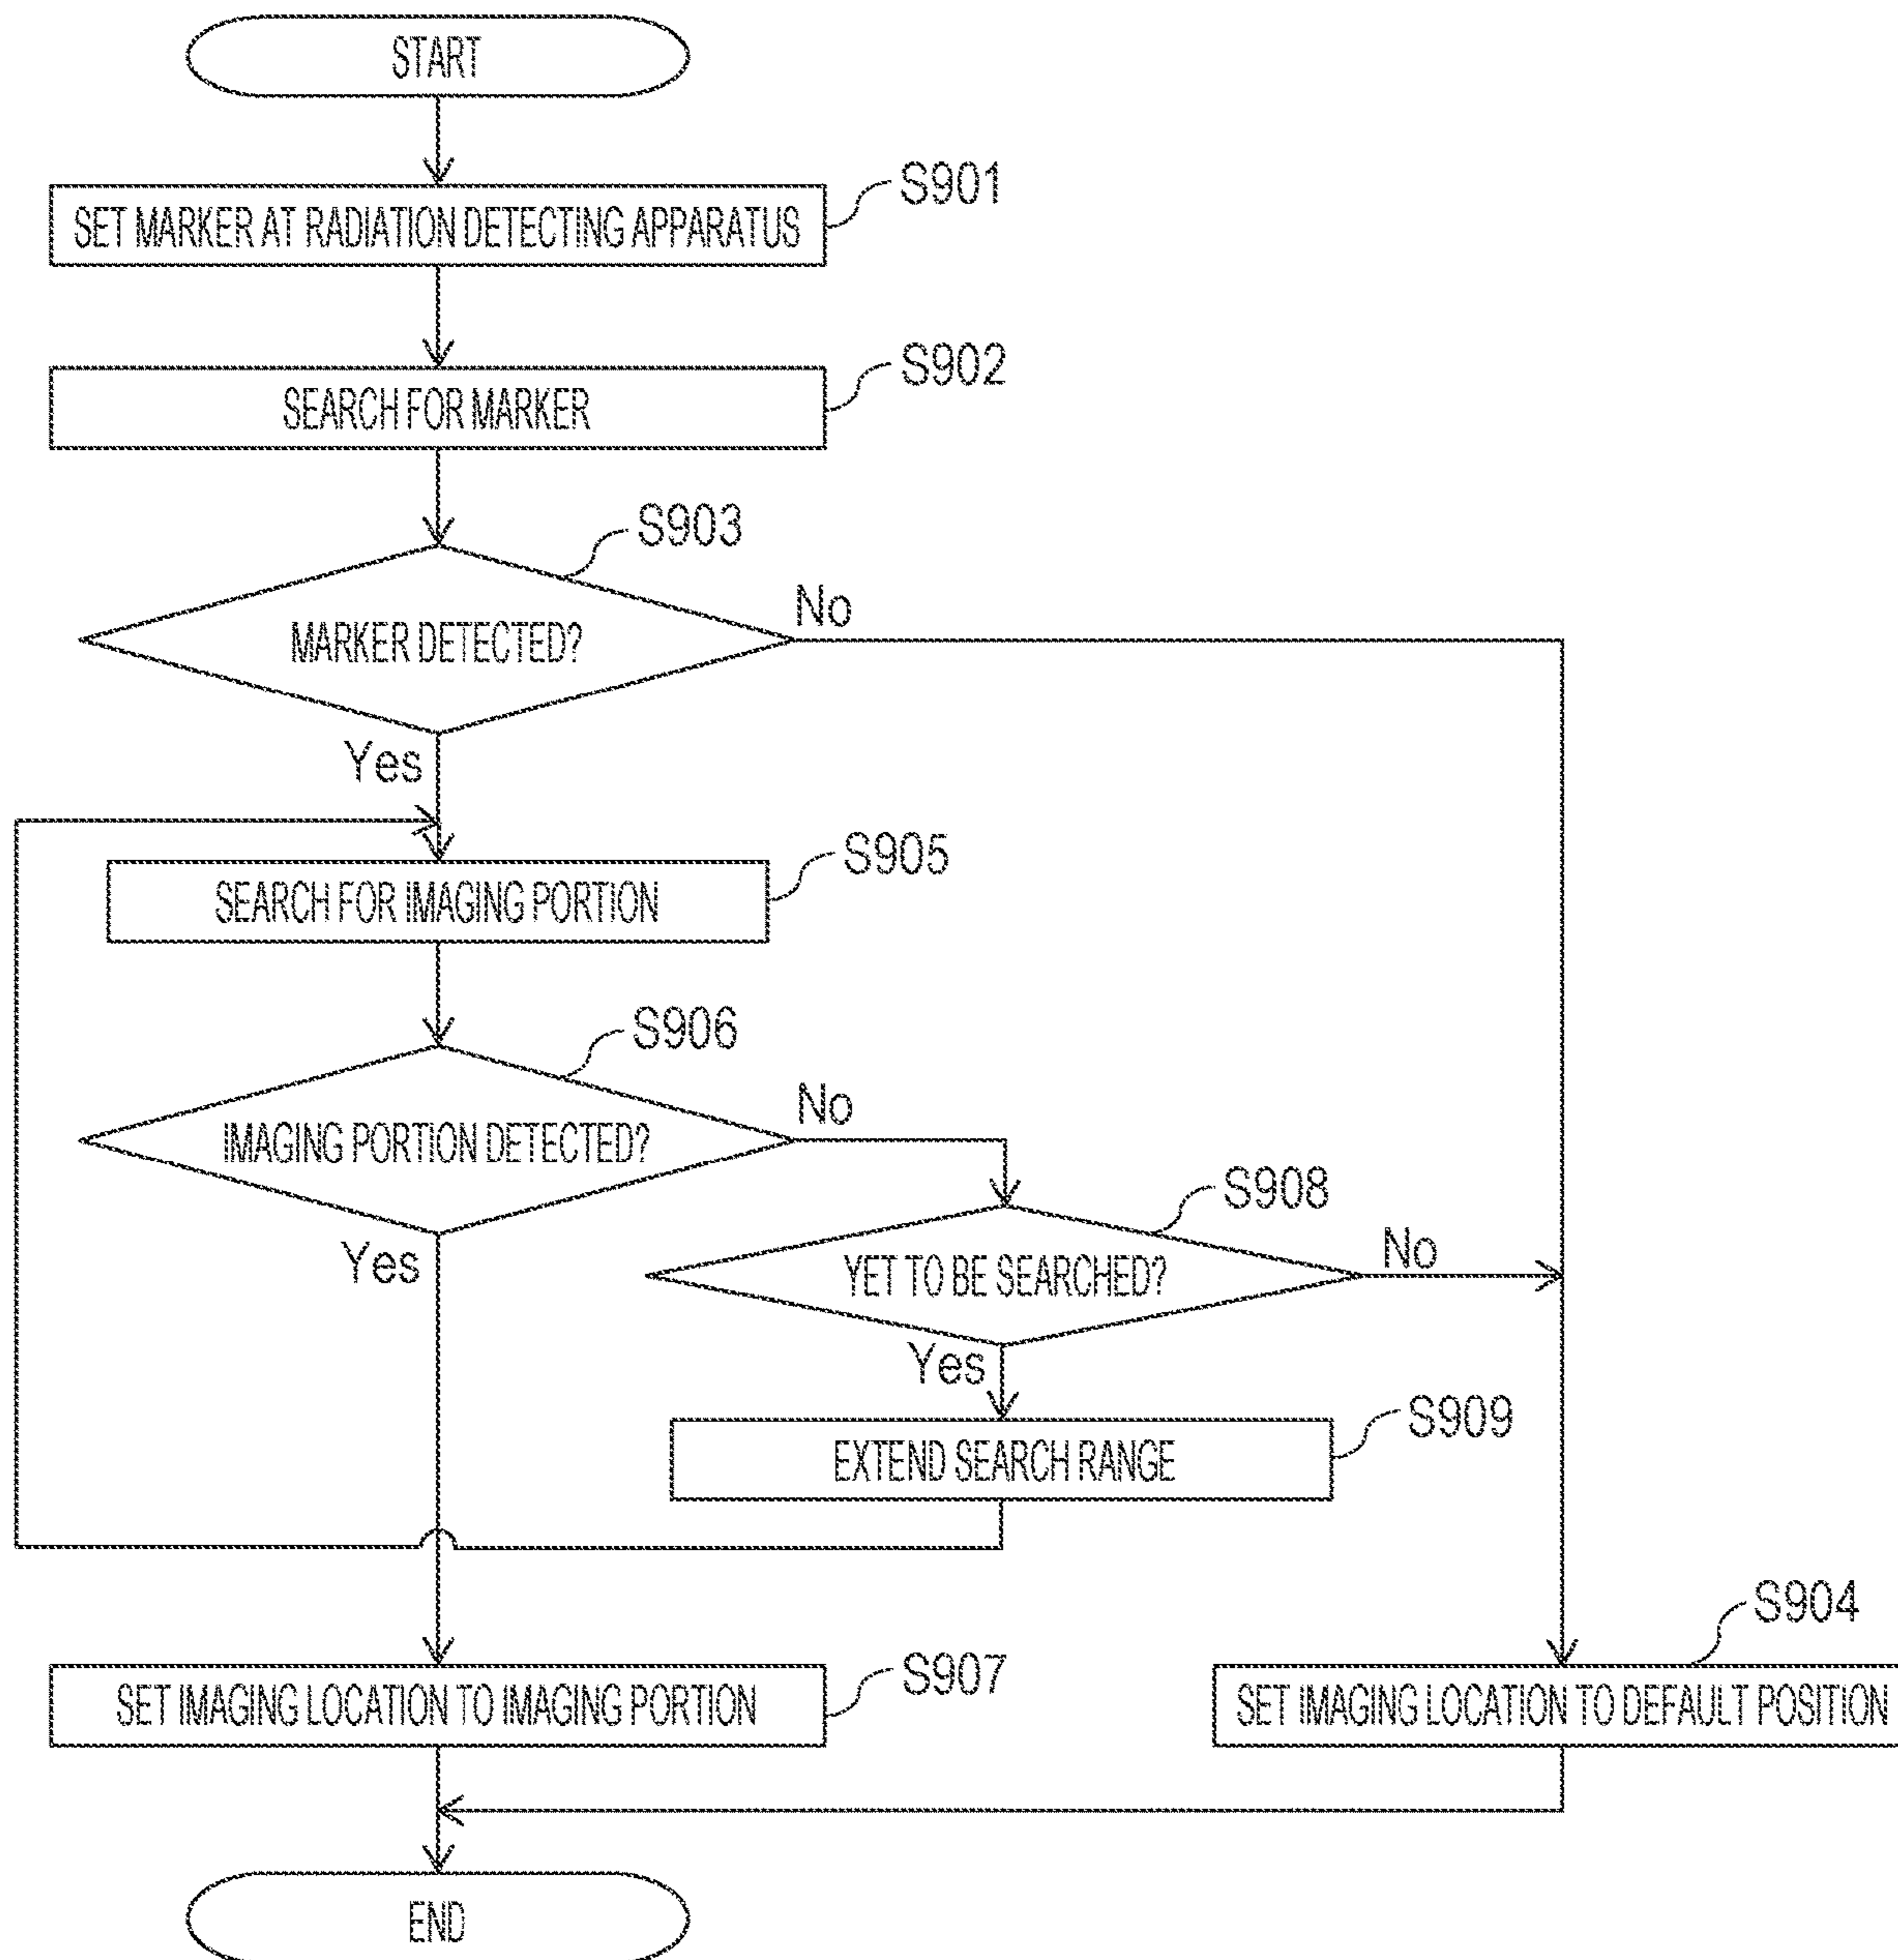 START
S901
SET MARKER AT RADIATION DETECTING APPARATUS
S902
SEARCH FOR MARKER
S903
MARKER DETECTED?
No
Yes
S905
SEARCH FOR IMAGING PORTION
S906
IMAGING PORTION DETECTED?
No
Yes
S908
YET TO BE SEARCHED?
No
Yes
S909
EXTEND SEARCH RANGE
S907
SET IMAGING LOCATION TO IMAGING PORTION
S904
SET IMAGING LOCATION TO DEFAULT POSITION
END